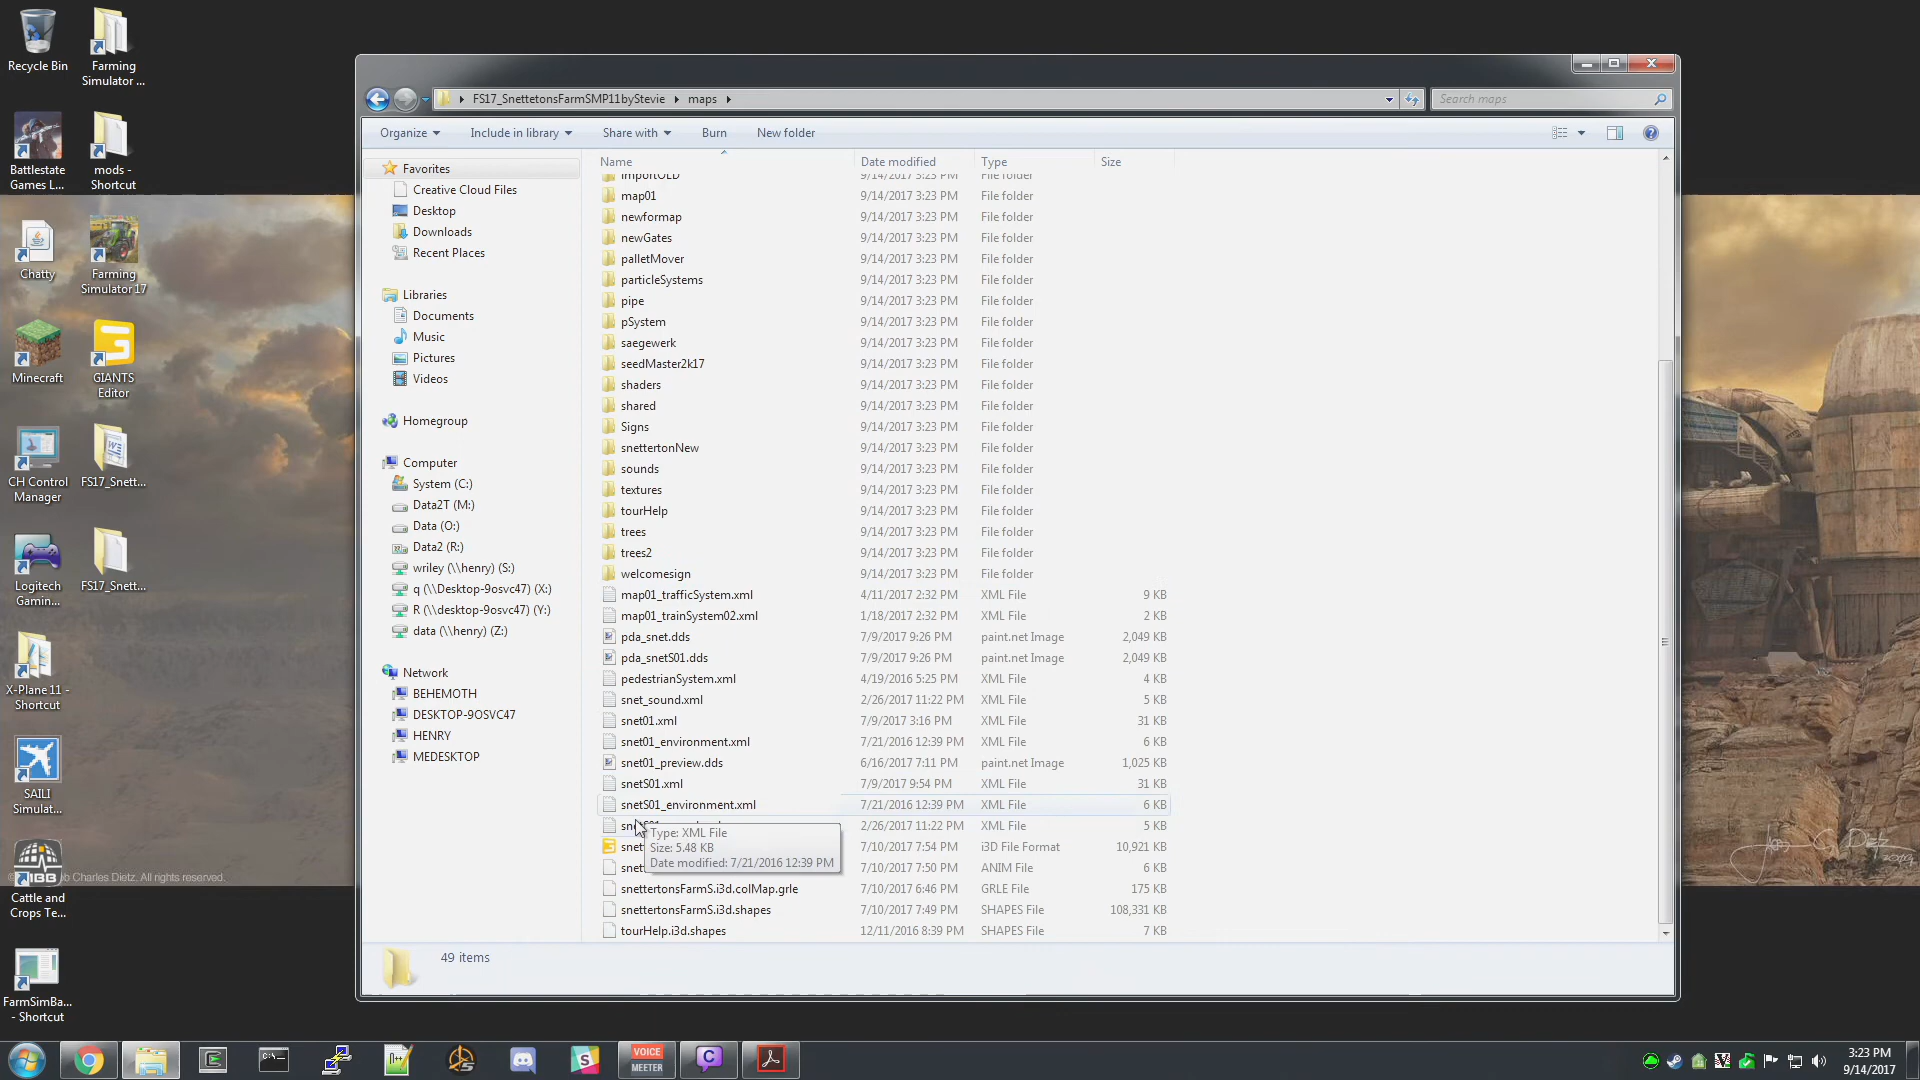 Recycle Bin
Farming
Simulator ...
Battlestate
Games L...
mods -
Shortcut
Chatty
Farming
Simulator 17
Minecraft
GIANTS
Editor
CH Control
Manager
FS17_Snett...
Logitech
Gamin...
FS17_Snett...
X-Plane 11 -
Shortcut
SAILI
Simulat...
Charles Dietz. All rights reserved.
Cattle and
Crops Te...
FarmSimBa...
- Shortcut
FS17_SnettetonsFarmSMP11byStevie
maps
Search maps
Organize
Include in library
Share with
Burn
New folder
Favorites
Creative Cloud Files
Desktop
Downloads
Recent Places
Libraries
Documents
Music
Pictures
Videos
Homegroup
Computer
System (C:)
Data2T (M:)
Data (O:)
Data2 (R:)
wriley (\\henry) (S:)
q (\\Desktop-9osvc47) (X:)
R (\\desktop-9osvc47) (Y:)
data (\\henry) (Z:)
Network
BEHEMOTH
DESKTOP-9OSVC47
HENRY
MEDESKTOP
Name Date modified Type Size
importOLD 9/14/2017 3:23 PM File folder
map01 9/14/2017 3:23 PM File folder
newformap 9/14/2017 3:23 PM File folder
newGates 9/14/2017 3:23 PM File folder
palletMover 9/14/2017 3:23 PM File folder
particleSystems 9/14/2017 3:23 PM File folder
pipe 9/14/2017 3:23 PM File folder
pSystem 9/14/2017 3:23 PM File folder
saegewerk 9/14/2017 3:23 PM File folder
seedMaster2k17 9/14/2017 3:23 PM File folder
shaders 9/14/2017 3:23 PM File folder
shared 9/14/2017 3:23 PM File folder
Signs 9/14/2017 3:23 PM File folder
snettertonNew 9/14/2017 3:23 PM File folder
sounds 9/14/2017 3:23 PM File folder
textures 9/14/2017 3:23 PM File folder
tourHelp 9/14/2017 3:23 PM File folder
trees 9/14/2017 3:23 PM File folder
trees2 9/14/2017 3:23 PM File folder
welcomesign 9/14/2017 3:23 PM File folder
map01_trafficSystem.xml 4/11/2017 2:32 PM XML File 9 KB
map01_trainSystem02.xml 1/18/2017 2:32 PM XML File 2 KB
pda_snet.dds 7/9/2017 9:26 PM paint.net Image 2,049 KB
pda_snetS01.dds 7/9/2017 9:26 PM paint.net Image 2,049 KB
pedestrianSystem.xml 4/19/2016 5:25 PM XML File 4 KB
snet_sound.xml 2/26/2017 11:22 PM XML File 5 KB
snet01.xml 7/9/2017 3:16 PM XML File 31 KB
snet01_environment.xml 7/21/2016 12:39 PM XML File 6 KB
snet01_preview.dds 6/16/2017 7:11 PM paint.net Image 1,025 KB
snetS01.xml 7/9/2017 9:54 PM XML File 31 KB
snetS01_environment.xml 7/21/2016 12:39 PM XML File 6 KB
2/26/2017 11:22 PM XML File 5 KB
snett 7/10/2017 7:54 PM i3D File Format 10,921 KB
snett 7/10/2017 7:50 PM ANIM File 6 KB
snettertonsFarmS.i3d.colMap.grle 7/10/2017 6:46 PM GRLE File 175 KB
snettertonsFarmS.i3d.shapes 7/10/2017 7:49 PM SHAPES File 108,331 KB
tourHelp.i3d.shapes 12/11/2016 8:39 PM SHAPES File 7 KB
Type: XML File
Size: 5.48 KB
Date modified: 7/21/2016 12:39 PM
49 items
VOICE
MEETER
3:23 PM
9/14/2017